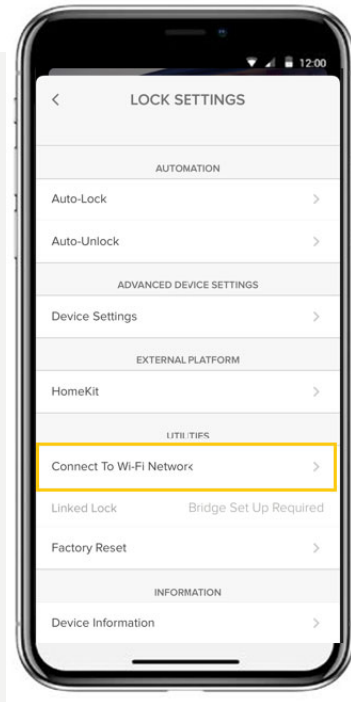 12:00
LOCK SETTINGS
AUTOMATION
Auto-Lock
Auto-Unlock
ADVANCED DEVICE SETTINGS
Device Settings
EXTERNAL PLATFORM
HomeKit
UTILITIES
Connect To Wi-Fi Network
Linked Lock Bridge Set Up Required
Factory Reset
INFORMATION
Device Information